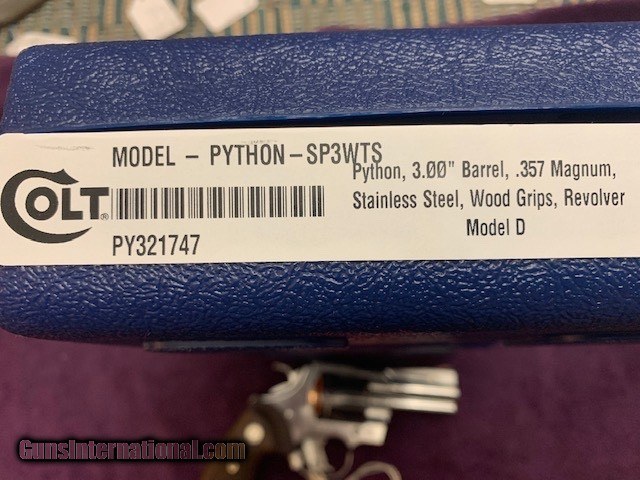 MODEL - PYTHON-SP3WTS
Python, 3.00" Barrel, .357 Magnum,
Stainless Steel, Wood Grips, Revolver
Model D
COLT®
PY321747
GunsInternational.com